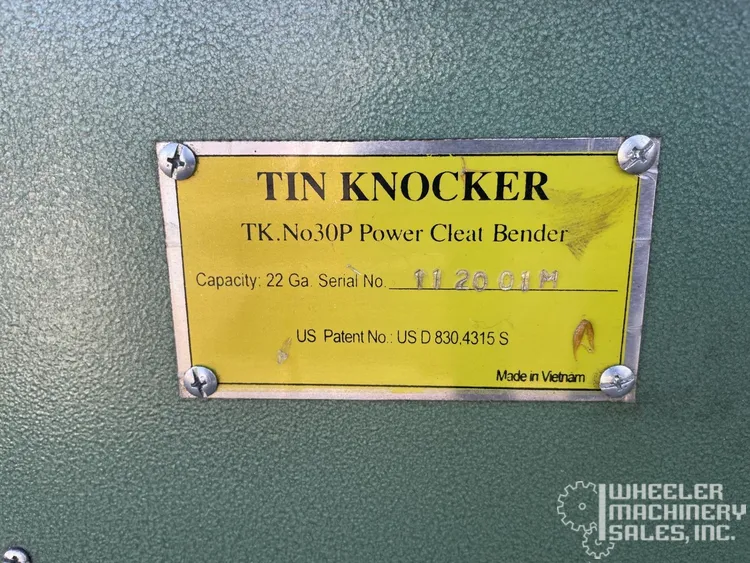 TIN KNOCKER
TK.No30P Power Cleat Bender
Capacity: 22 Ga. Serial No. 11 20 01M
US Patent No.: US D 830,4315 S
Made in Vietnam
WHEELER
MACHINERY
SALES, INC.